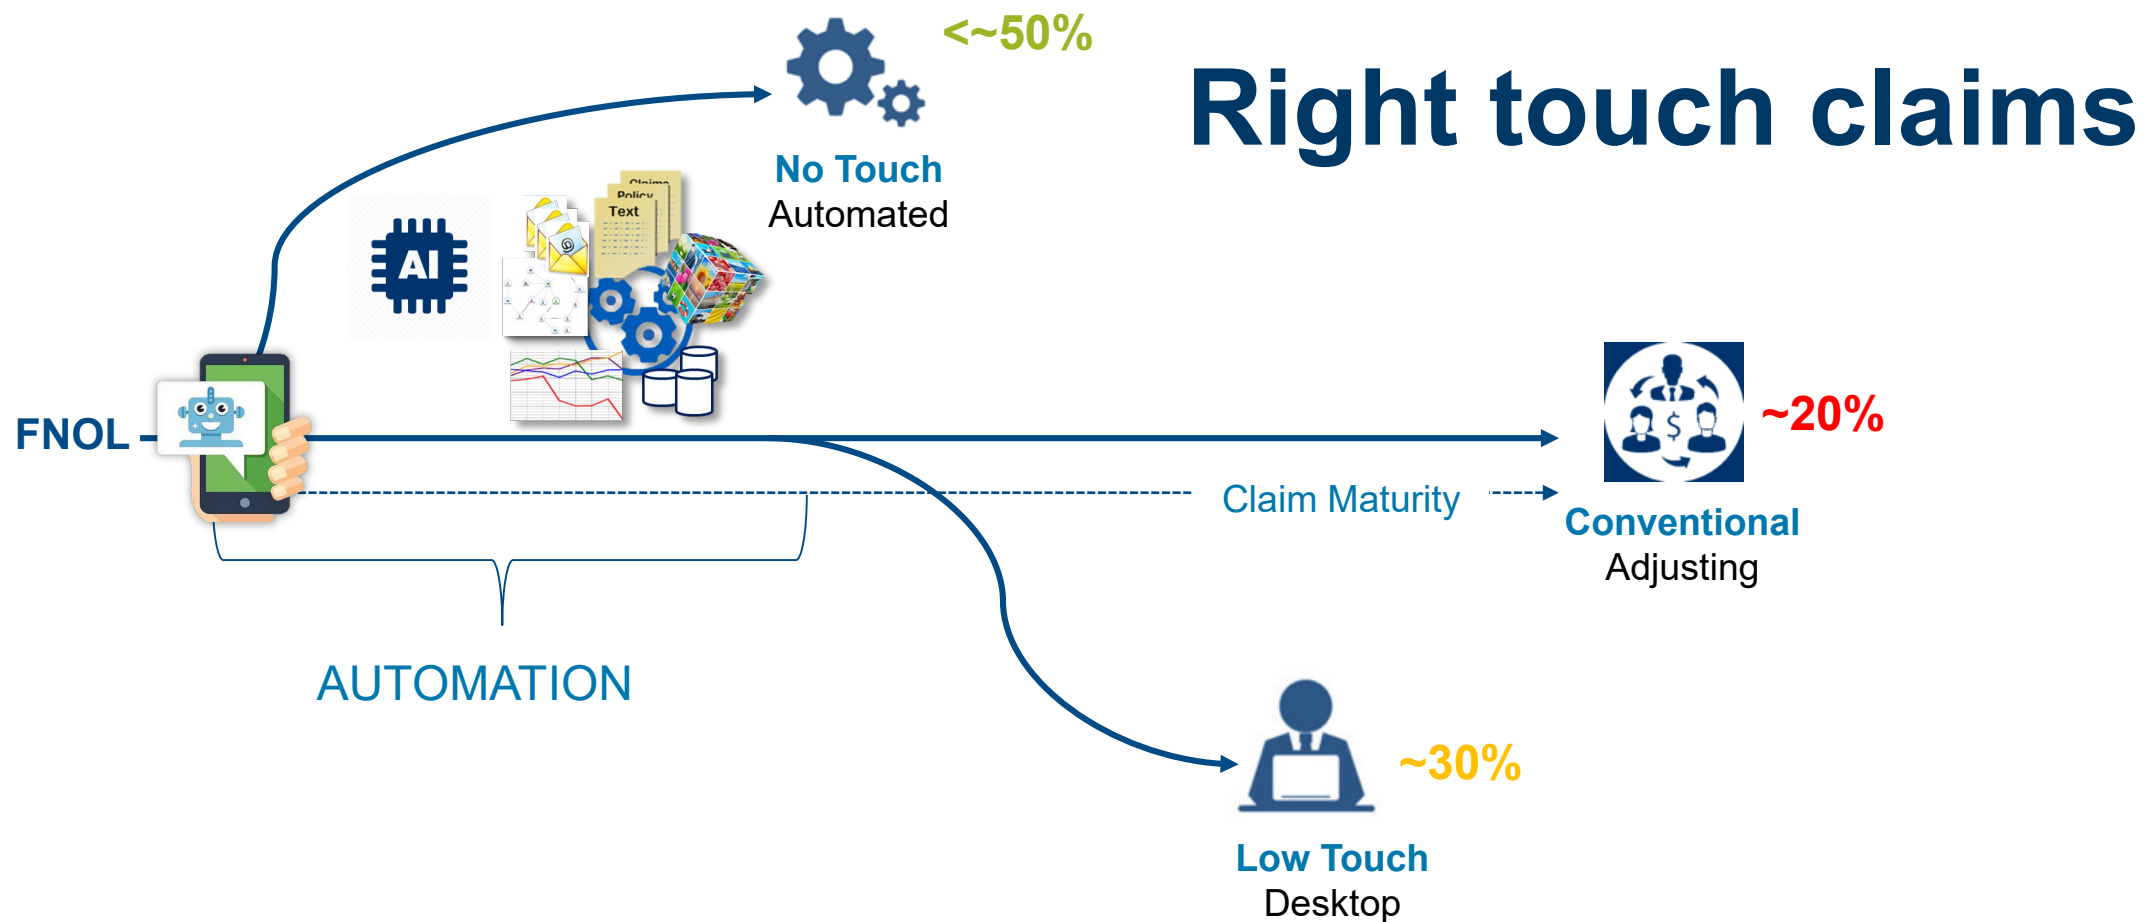 <~50%
Right touch claims
No Touch
Automated
Claims
Policy
Text
AI
@
FNOL
$
~20%
Claim Maturity
Conventional
Adjusting
AUTOMATION
~30%
Low Touch
Desktop